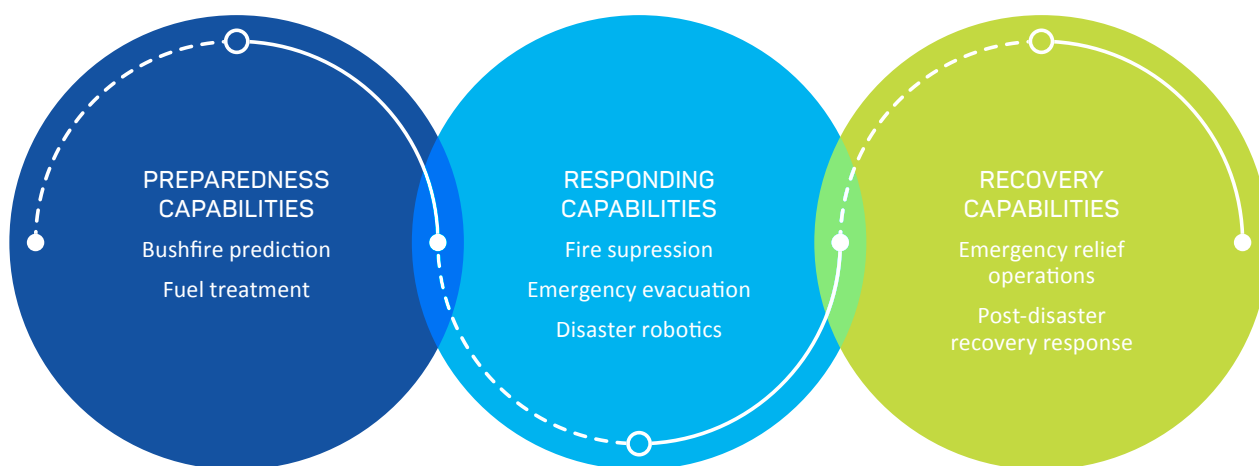 PREPAREDNESS
CAPABILITIES
Bushfire prediction
Fuel treatment
RESPONDING
CAPABILITIES
Fire supression
Emergency evacuation
Disaster robotics
RECOVERY
CAPABILITIES
Emergency relief
operations
Post-disaster
recovery response